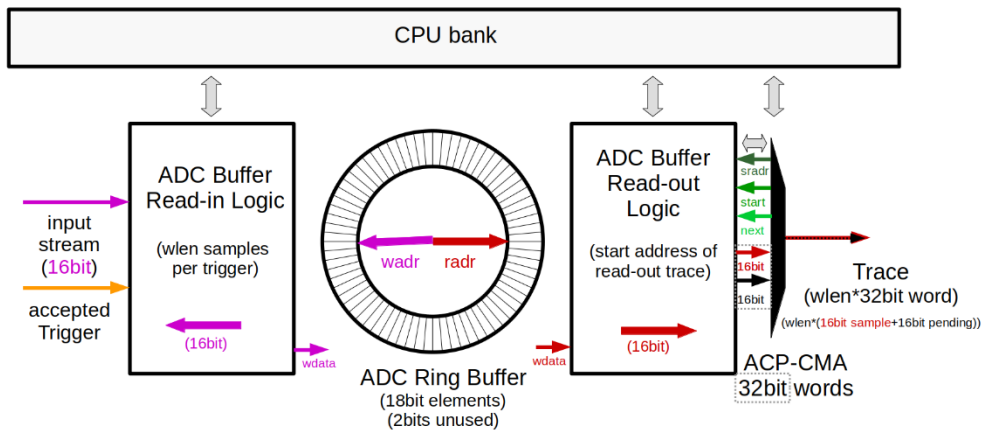 CPU bank
ADC Buffer
Read-in Logic
(wlen samples
per trigger)
(16bit)
input
stream
(16bit)
accepted
Trigger
wdata
wadr
radr
ADC Ring Buffer
(18bit elements)
(2bits unused)
wdata
ADC Buffer
Read-out
Logic
(start address of
read-out trace)
(16bit)
sradr
start
next
16bit
16bit
Trace
(wlen*32bit word)
(wlen*(16bit sample+16bit pending))
ACP-CMA
32bit words